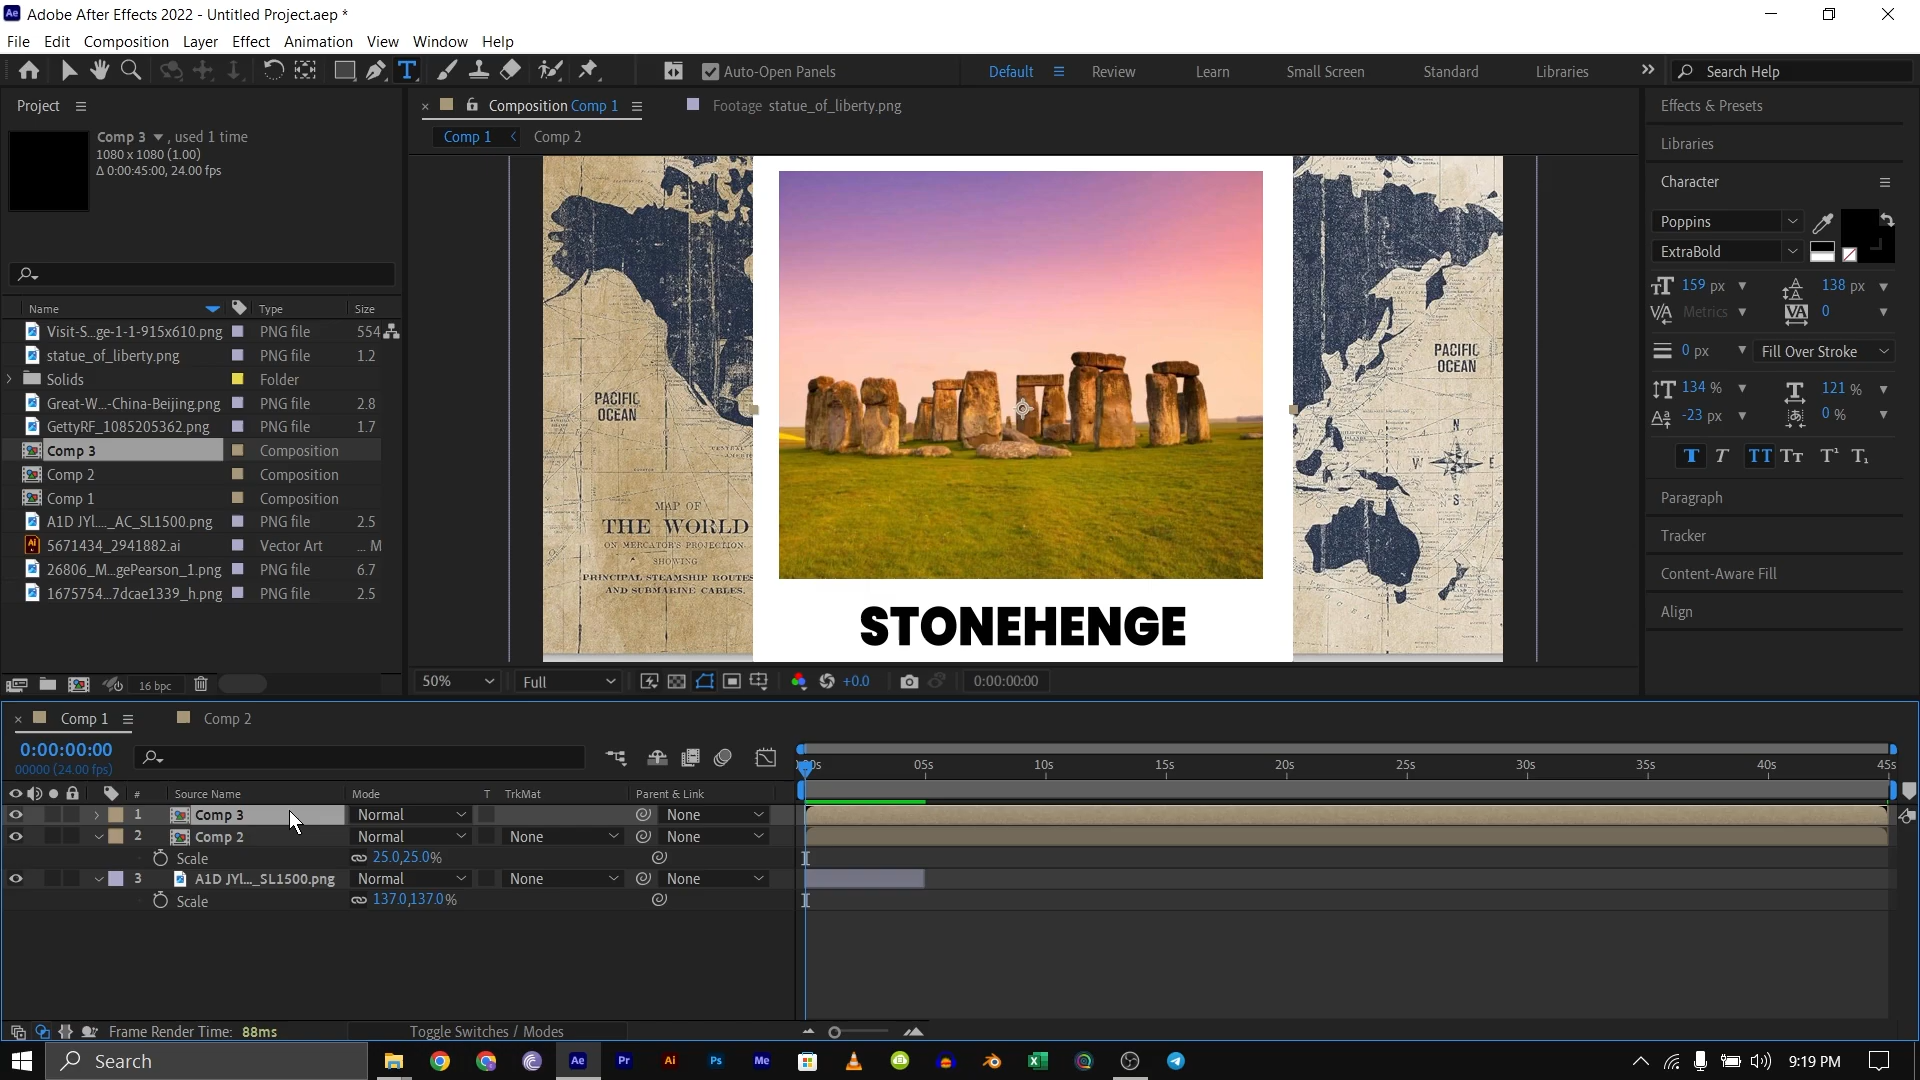 Adobe After Effects 2022 - Untitled Project.aep *
File Edit Composition Layer Effect Animation View Window Help
Auto-Open Panels
Default Review Learn Small Screen Standard Libraries
Search Help
Project
Comp 3 , used 1 time
1080 x 1080 (1.00)
Δ 0:00:45:00, 24.00 fps
Name Type Size
Visit-S...ge-1-1-915x610.png PNG file 554
statue_of_liberty.png PNG file 1.2
Solids Folder
Great-W...-China-Beijing.png PNG file 2.8
GettyRF_1085205362.png PNG file 1.7
Comp 3 Composition
Comp 2 Composition
Comp 1 Composition
A1D JYl...._AC_SL1500.png PNG file 2.5
5671434_2941882.ai Vector Art ... M
26806_M...gePearson_1.png PNG file 6.7
1675754...7dcae1339_h.png PNG file 2.5
16 bpc
Composition Comp 1
Footage statue_of_liberty.png
Comp 1 Comp 2
PACIFIC
OCEAN
MAP OF
THE WORLD
ON MERCATOR'S PROJECTION
SHOWING
PRINCIPAL STEAMSHIP ROUTES
AND SUBMARINE CABLES.
STONEHENGE
PACIFIC
OCEAN
N
W E
S
50% Full +0.0 0:00:00:00
Effects & Presets
Libraries
Character
Poppins
ExtraBold
159 px 138 px
Metrics 0
0 px Fill Over Stroke
134 % 121 %
-23 px 0 %
T T TT Tт T¹ T₁
Paragraph
Tracker
Content-Aware Fill
Align
Comp 1 Comp 2
0:00:00:00
00000 (24.00 fps)
05s 10s 15s 20s 25s 30s 35s 40s 45s
# Source Name Mode T TrkMat Parent & Link
1 Comp 3 Normal None
2 Comp 2 Normal None None
Scale 25.0,25.0%
3 A1D JYl..._SL1500.png Normal None None
Scale 137.0,137.0%
Frame Render Time: 88ms Toggle Switches / Modes
Search
Ae Pr Ai Ps Me
9:19 PM